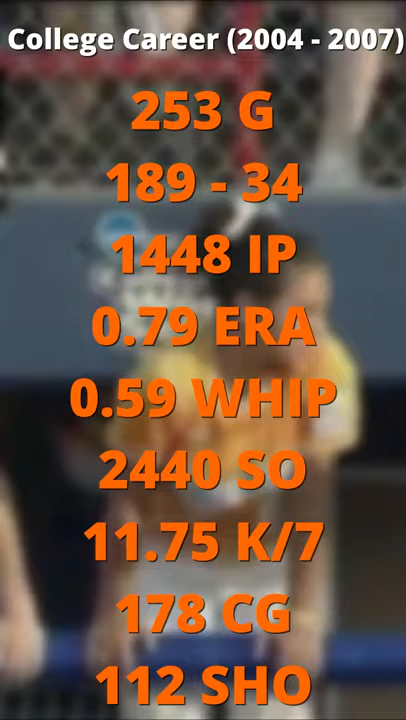 College Career (2004 - 2007)
253 G
189 - 34
1448 IP
0.79 ERA
0.59 WHIP
2440 SO
11.75 K/7
178 CG
112 SHO